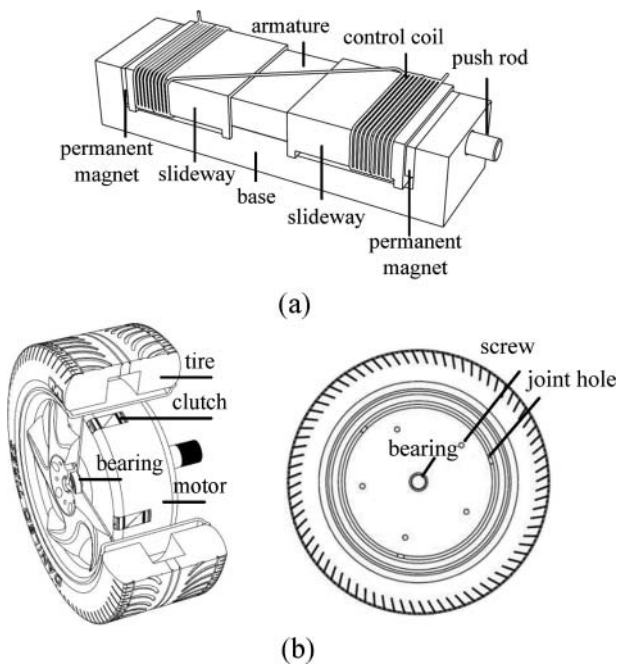 armature
control coil
push rod
permanent
magnet
slideway
base
slideway
permanent
magnet
(a)
tire
clutch
bearing
motor
screw
joint hole
bearing
(b)